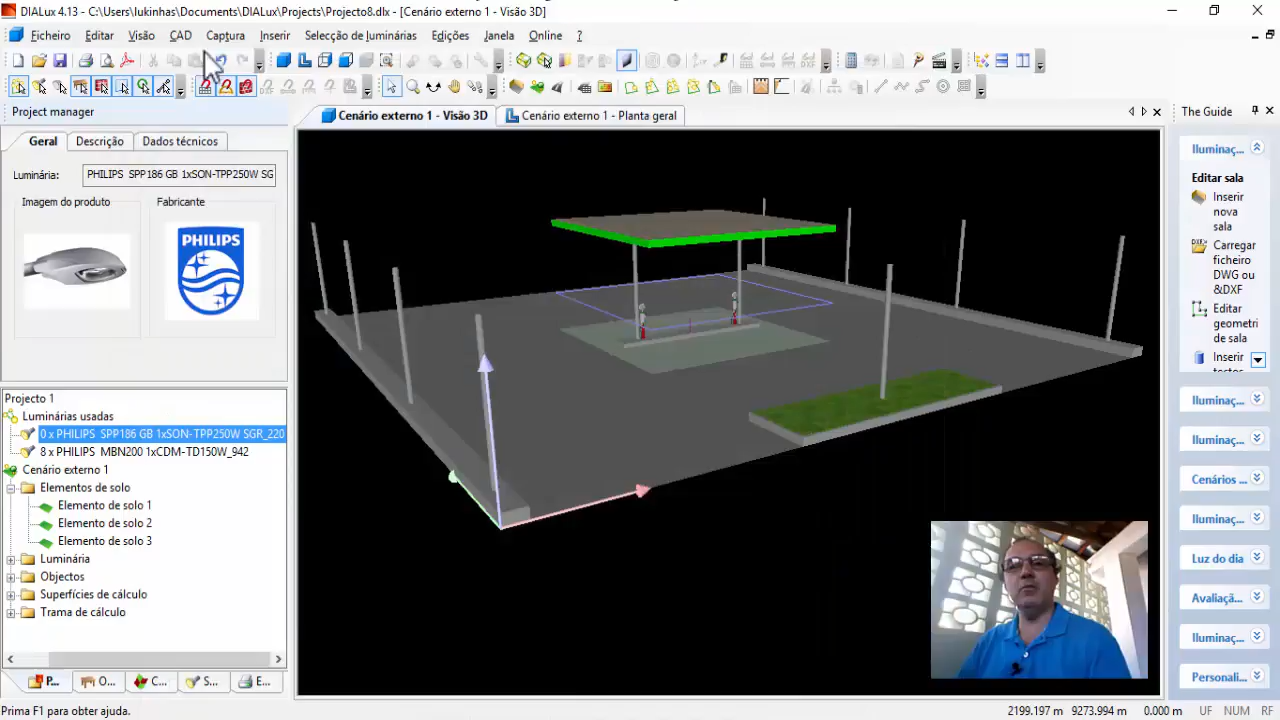 DIALux 4.13 - C:\Users\lukinhas\Documents\DIALux\Projects\Projecto8.dlx - [Cenário externo 1 - Visão 3D]
Ficheiro Editar Visão CAD Captura Inserir Selecção de luminárias Edições Janela Online ?
Project manager
Cenário externo 1 - Visão 3D
Cenário externo 1 - Planta geral
The Guide
Geral Descrição Dados técnicos
Luminária: PHILIPS SPP186 GB 1xSON-TPP250W SG
Imagem do produto
Fabricante
PHILIPS
Projecto 1
Luminárias usadas
0 x PHILIPS SPP186 GB 1xSON-TPP250W SGR_220
8 x PHILIPS MBN200 1xCDM-TD150W_942
Cenário externo 1
Elementos de solo
Elemento de solo 1
Elemento de solo 2
Elemento de solo 3
Luminária
Objectos
Superfícies de cálculo
Trama de cálculo
P... O... C... S... E...
Iluminaç...
Editar sala
Inserir
nova
sala
Carregar
ficheiro
DWG ou
&DXF
Editar
geometri
de sala
Inserir
Iluminaç...
Iluminaç...
Cenários ...
Iluminaç...
Luz do dia
Avaliaçã...
Iluminaç...
Personali...
Prima F1 para obter ajuda.
2199.197 m 9273.994 m 0.000 m UF NUM RF